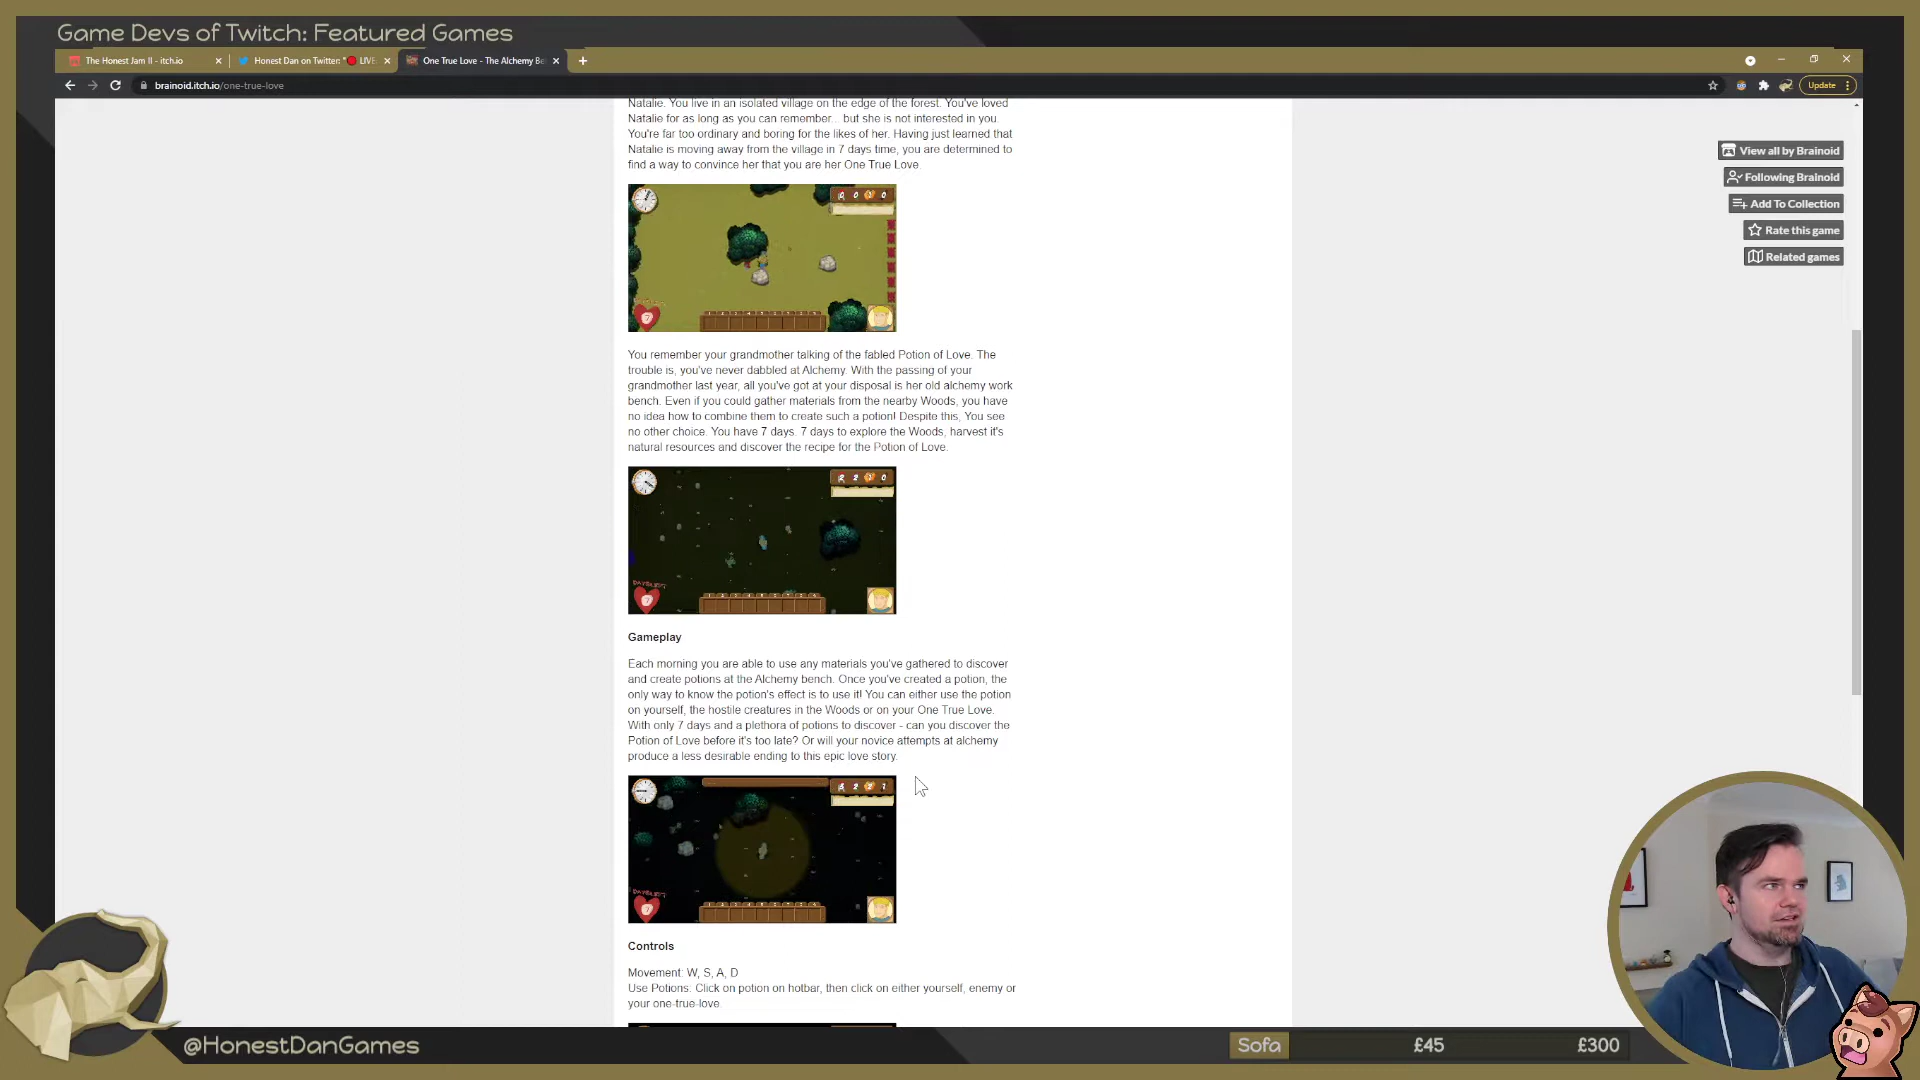 Game Devs of Twitch: Featured Games
The Honest Jam II - itch.io
Honest Dan on Twitter: "🔴 LIVE
One True Love - The Alchemy Be
brainoid.itch.io/one-true-love
Update
Natalie. You live in an isolated village on the edge of the forest. You've loved
Natalie for as long as you can remember... but she is not interested in you.
You're far too ordinary and boring for the likes of her. Having just learned that
Natalie is moving away from the village in 7 days time, you are determined to
find a way to convince her that you are her One True Love.
View all by Brainoid
Following Brainoid
Add To Collection
Rate this game
Related games
0 0
7
You remember your grandmother talking of the fabled Potion of Love. The
trouble is, you've never dabbled at Alchemy. With the passing of your
grandmother last year, all you've got at your disposal is her old alchemy work
bench. Even if you could gather materials from the nearby Woods, you have
no idea how to combine them to create such a potion! Despite this, You see
no other choice. You have 7 days. 7 days to explore the Woods, harvest it's
natural resources and discover the recipe for the Potion of Love.
2 0
DAYS LEFT
7
Gameplay
Each morning you are able to use any materials you've gathered to discover
and create potions at the Alchemy bench. Once you've created a potion, the
only way to know the potion's effect is to use it! You can either use the potion
on yourself, the hostile creatures in the Woods or on your One True Love.
With only 7 days and a plethora of potions to discover - can you discover the
Potion of Love before it's too late? Or will your novice attempts at alchemy
produce a less desirable ending to this epic love story.
2 1
DAYS LEFT
7
Controls
Movement: W, S, A, D
Use Potions: Click on potion on hotbar, then click on either yourself, enemy or
your one-true-love.
@HonestDanGames
Sofa
£45
£300